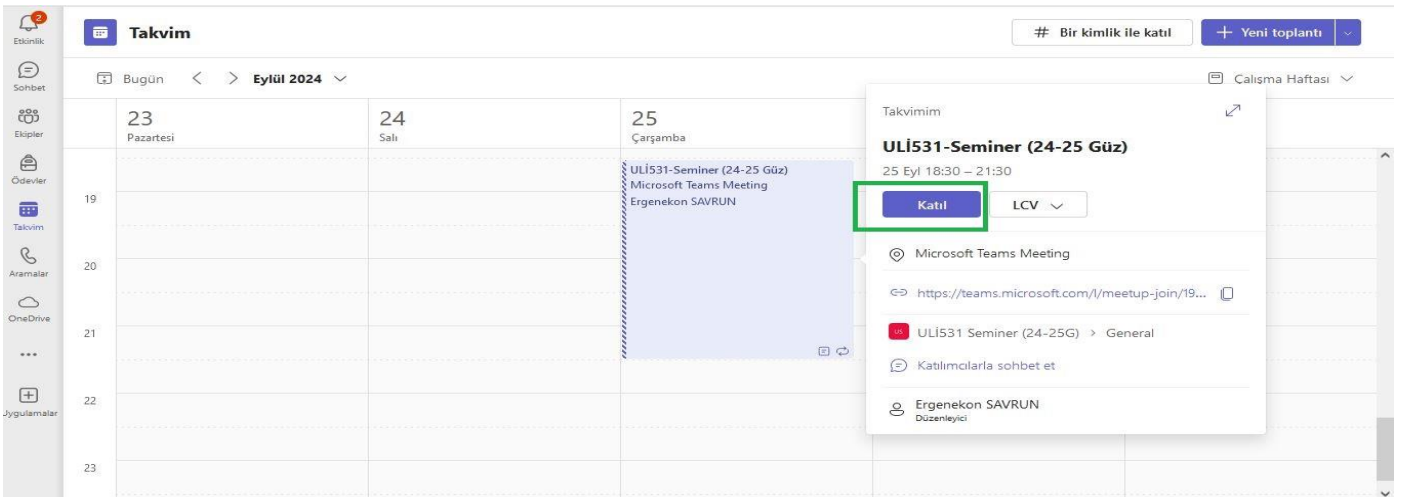 2
Etkinlik
Sohbet
Ekipler
Ödevler
Takvim
Aramalar
OneDrive
Uygulamalar
Takvim
# Bir kimlik ile katıl
+ Yeni toplantı
Bugün
Eylül 2024
Çalışma Haftası
23
Pazartesi
24
Salı
25
Çarşamba
19
20
21
22
23
ULİ531-Seminer (24-25 Güz)
Microsoft Teams Meeting
Ergenekon SAVRUN
Takvimim
ULİ531-Seminer (24-25 Güz)
25 Eyl 18:30 – 21:30
Katıl
LCV
Microsoft Teams Meeting
https://teams.microsoft.com/l/meetup-join/19...
US ULİ531 Seminer (24-25G) > General
Katılımcılarla sohbet et
Ergenekon SAVRUN
Düzenleyici